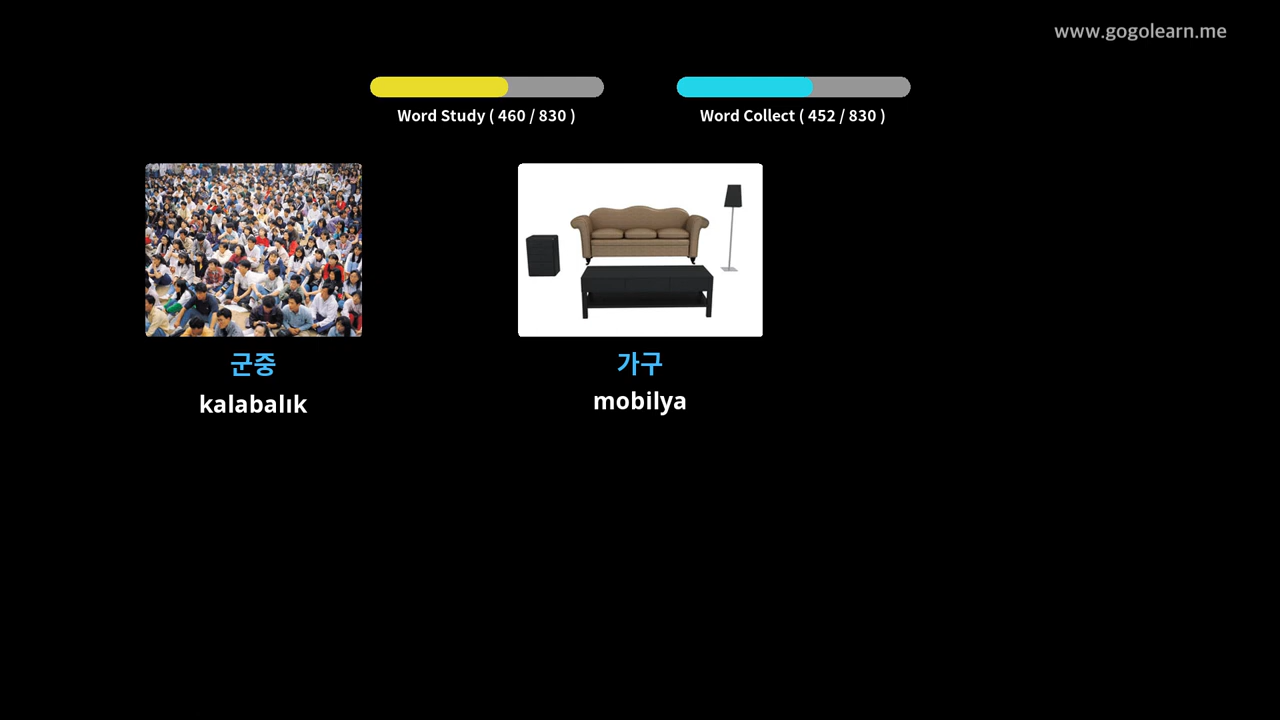 www.gogolearn.me
Word Study ( 460 / 830 )
Word Collect ( 452 / 830 )
군중
kalabalık
가구
mobilya